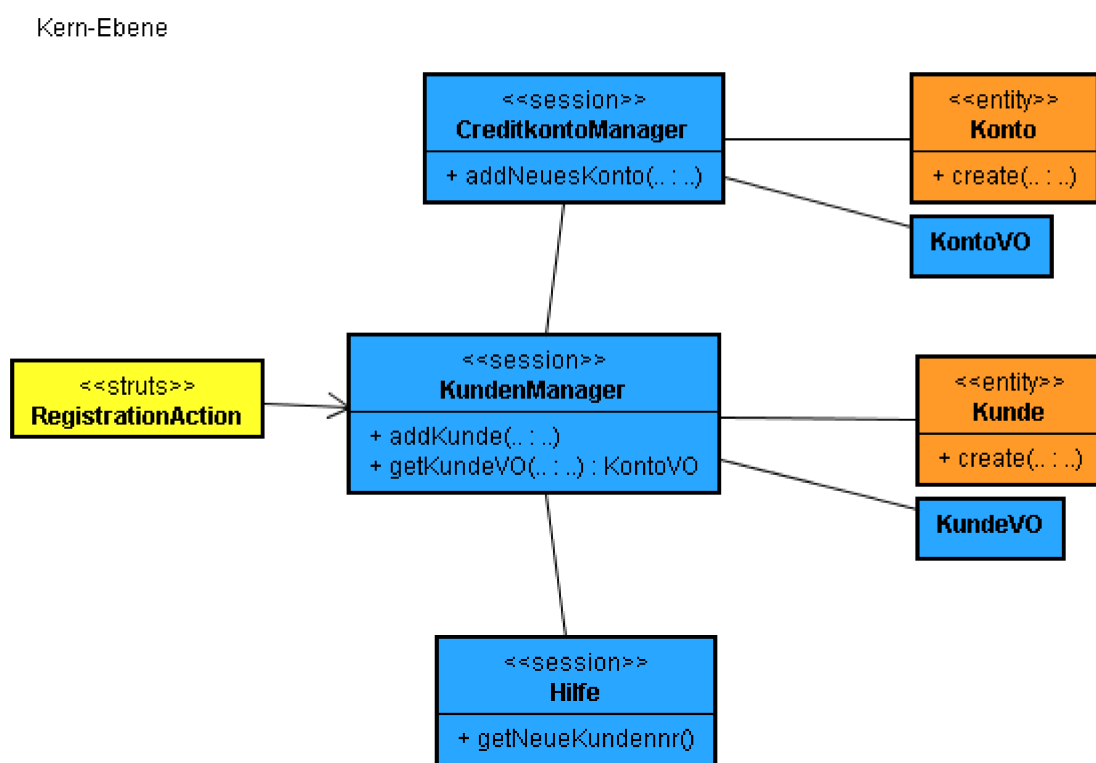 Kern-Ebene
<<session>>
CreditkontoManager
+ addNeuesKonto(.. : ..)
<<entity>>
Konto
+ create(.. : ..)
KontoVO
<<struts>>
RegistrationAction
<<session>>
KundenManager
+ addKunde(.. : ..)
+ getKundeVO(.. : ..) : KontoVO
<<entity>>
Kunde
+ create(.. : ..)
KundeVO
<<session>>
Hilfe
+ getNeueKundennr()